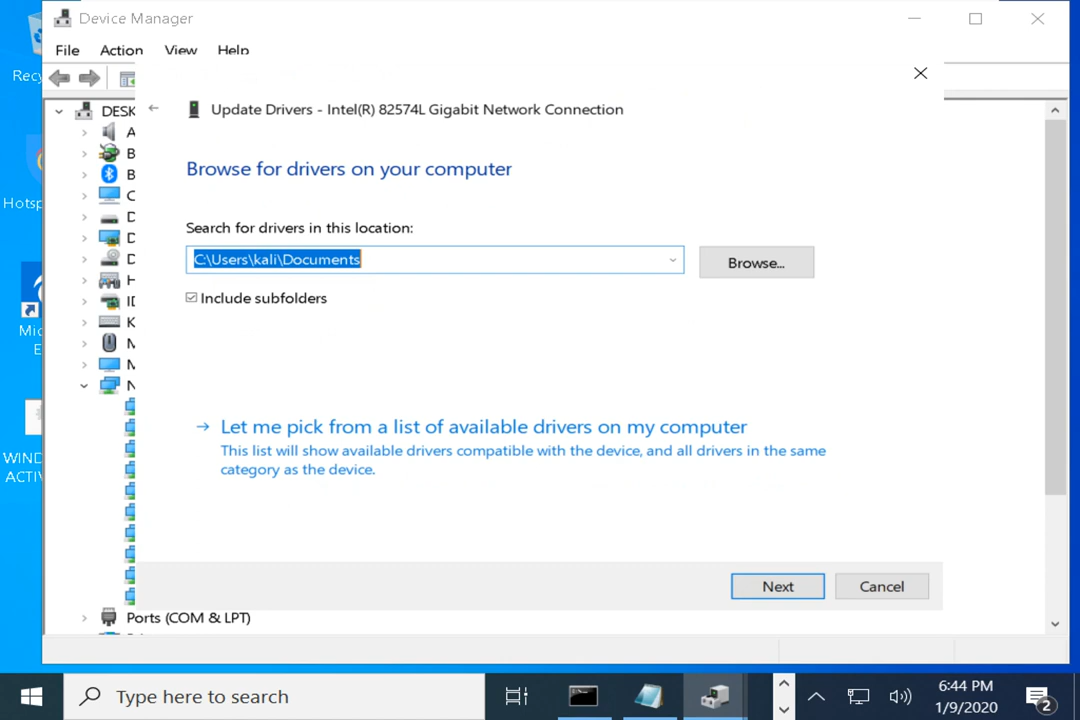 Device Manager
File Action View Help
Update Drivers - Intel(R) 82574L Gigabit Network Connection
Browse for drivers on your computer
Search for drivers in this location:
C:\Users\kali\Documents
Browse...
Include subfolders
Let me pick from a list of available drivers on my computer
This list will show available drivers compatible with the device, and all drivers in the same
category as the device.
Next Cancel
DESK
A
B
B
C
D
D
D
H
ID
K
M
M
N
Ports (COM & LPT)
Recy
Hotsp
Mic
E
WIND
ACTIV
Type here to search
6:44 PM
1/9/2020
2